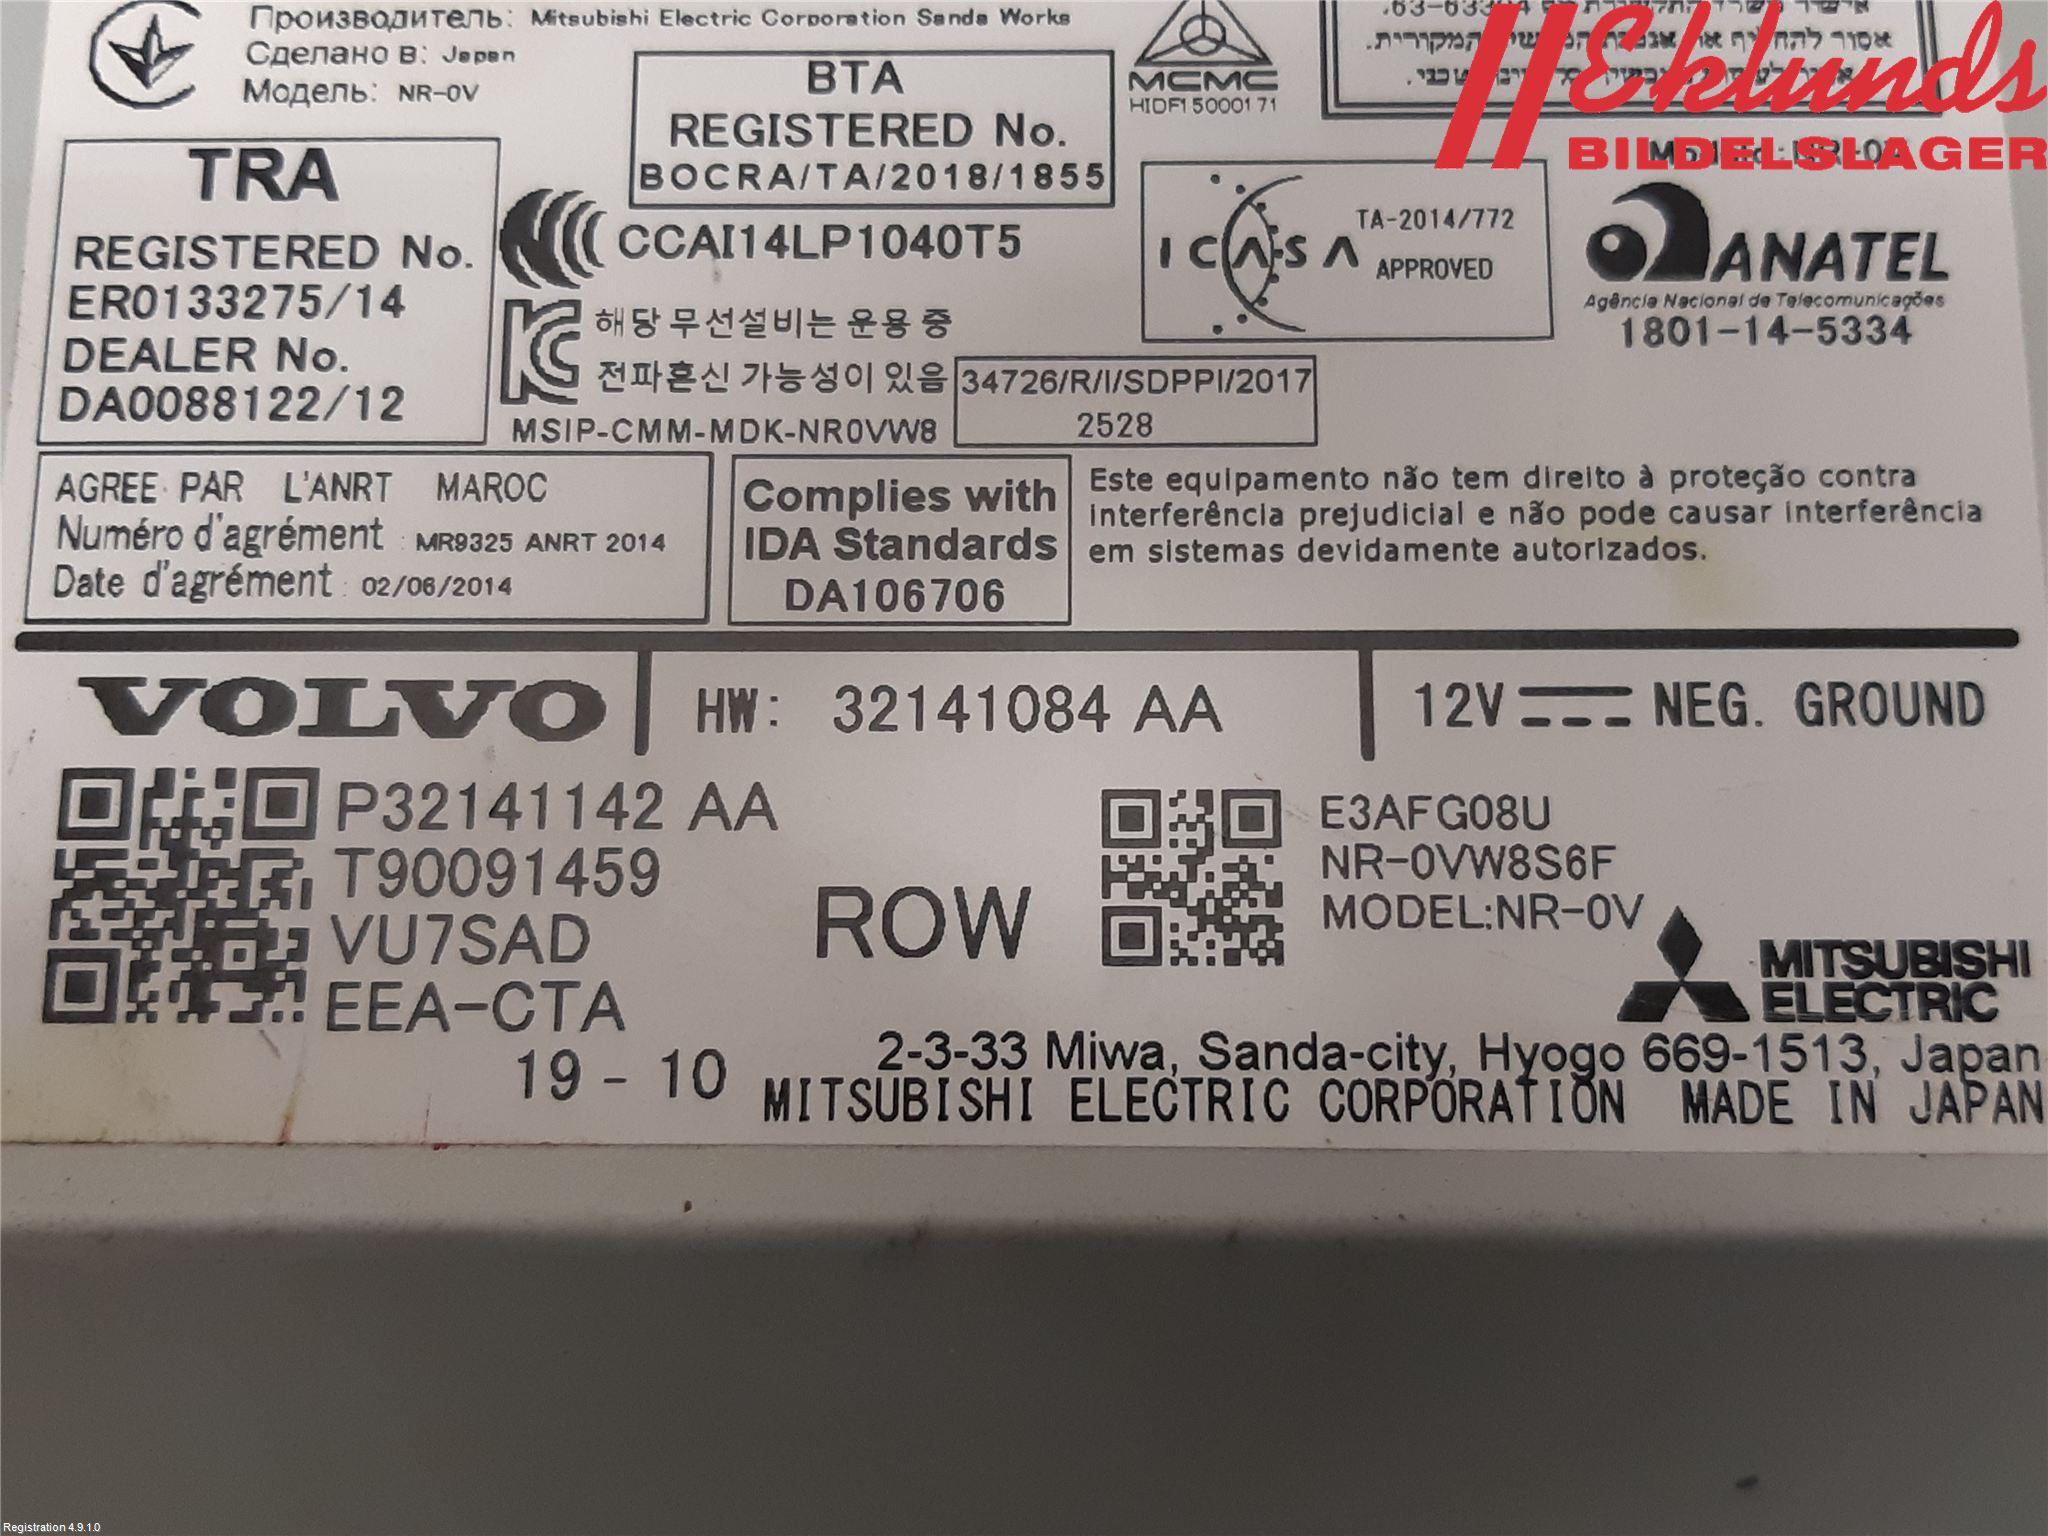 Производитель: Mitsubishi Electric Corporation Sanda Works
Сделано в: Japan
Модель: NR-0V
BTA
REGISTERED No.
BOCRA/TA/2018/1855
MCMC
HIDF15000171
אסור להחליף את
המקורית.
Eklunds
BILDELSLAGER
TRA
REGISTERED No.
ER0133275/14
DEALER No.
DA0088122/12
CCAI14LP1040T5
해당 무선설비는 운용 중
전파혼신 가능성이 있음
MSIP-CMM-MDK-NR0VW8
34726/R/I/SDPPI/2017
2528
ICASA
TA-2014/772
APPROVED
ANATEL
Agência Nacional de Telecomunicações
1801-14-5334
AGREE PAR L'ANRT MAROC
Numéro d'agrément : MR9325 ANRT 2014
Date d'agrément : 02/06/2014
Complies with
IDA Standards
DA106706
Este equipamento não tem direito à proteção contra
interferência prejudicial e não pode causar interferência
em sistemas devidamente autorizados.
VOLVO
HW: 32141084 AA
12V NEG. GROUND
P32141142 AA
T90091459
VU7SAD
EEA-CTA
19 - 10
ROW
E3AFG08U
NR-0VW8S6F
MODEL:NR-0V
MITSUBISHI
ELECTRIC
2-3-33 Miwa, Sanda-city, Hyogo 669-1513, Japan
MITSUBISHI ELECTRIC CORPORATION MADE IN JAPAN
Registration 4.9.1.0